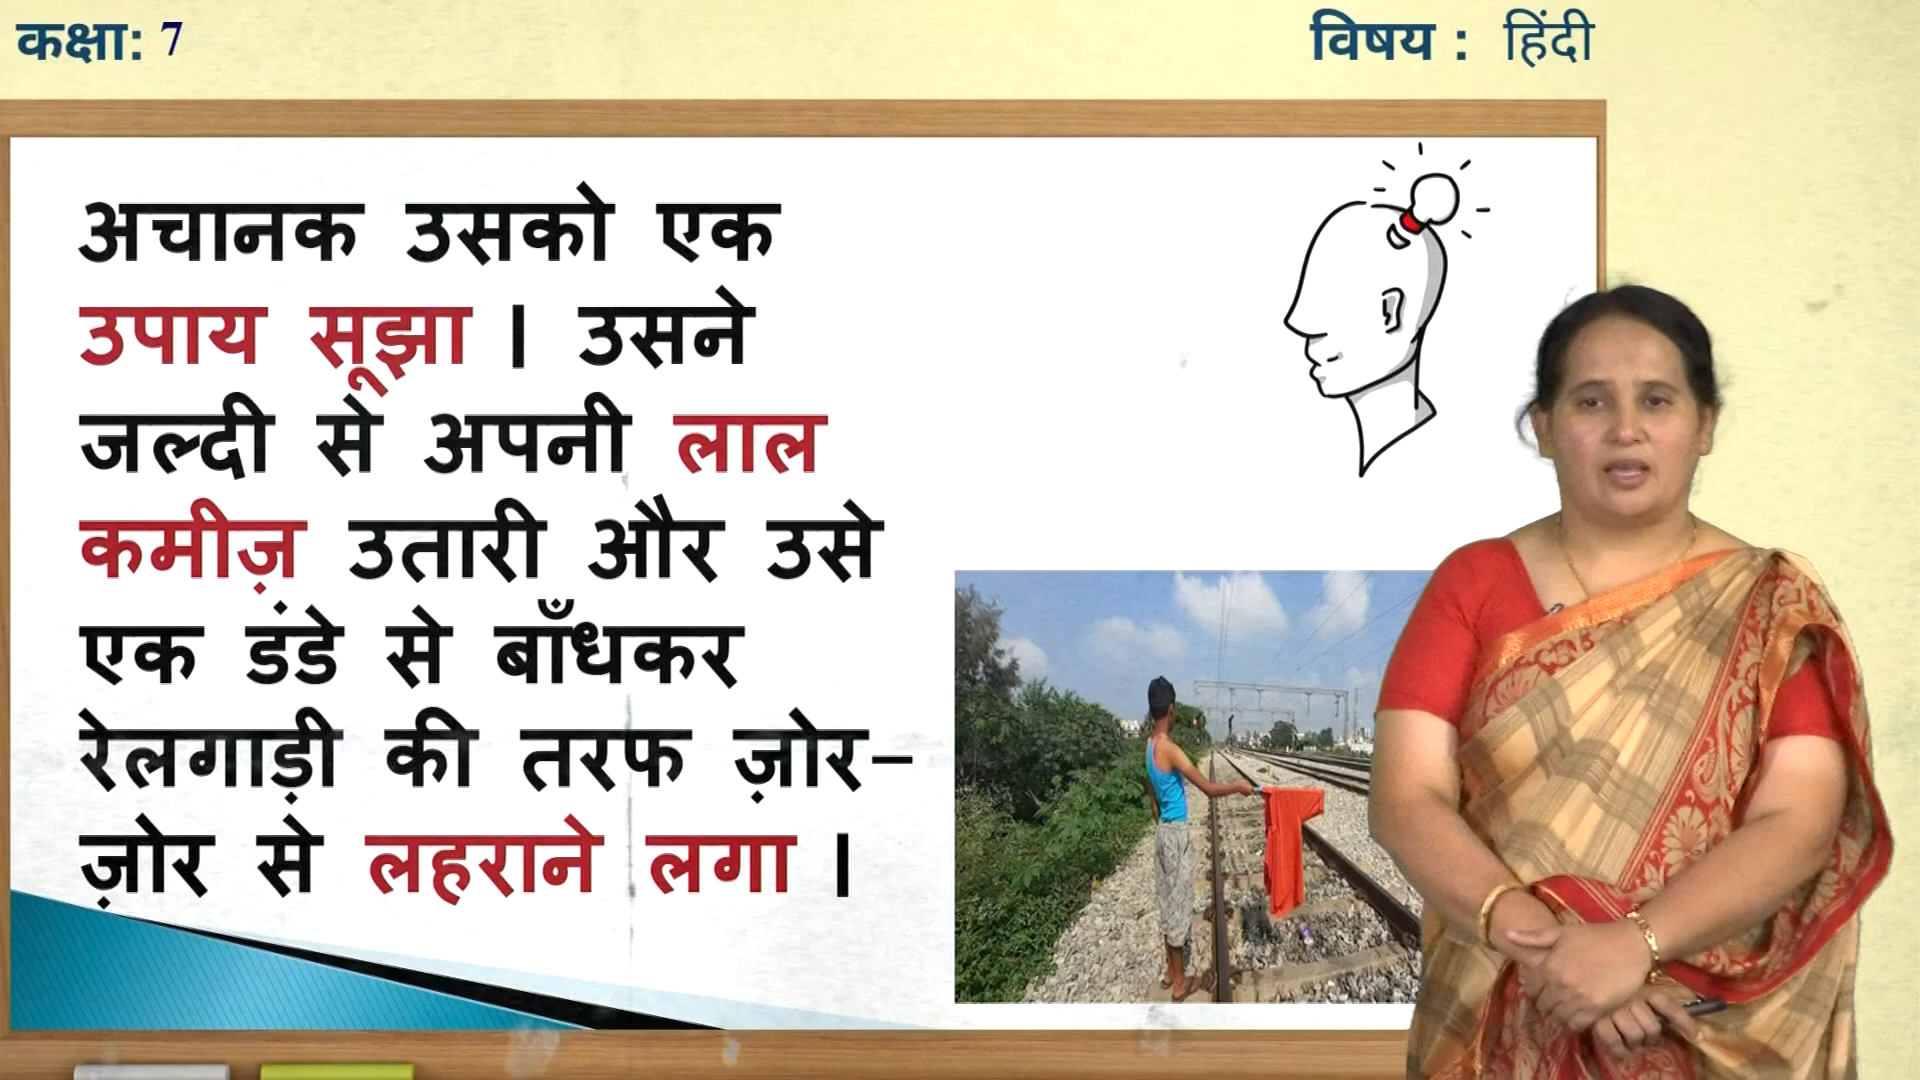 कक्षा: 7
विषय : हिंदी
अचानक उसको एक
उपाय सूझा । उसने
जल्दी से अपनी लाल
कमीज़ उतारी और उसे
एक डंडे से बाँधकर
रेलगाड़ी की तरफ ज़ोर-
ज़ोर से लहराने लगा ।